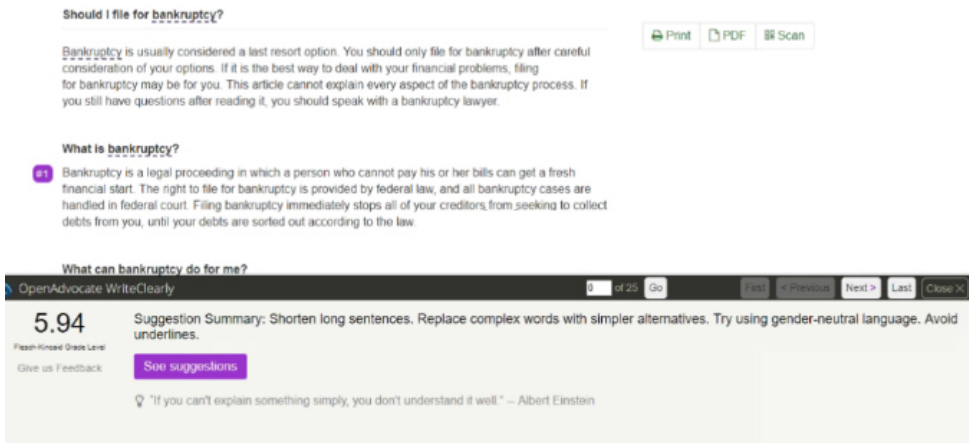 Should I file for bankruptcy?
Print PDF Scan
Bankruptcy is usually considered a last resort option. You should only file for bankruptcy after careful
consideration of your options. If it is the best way to deal with your financial problems, filing
for bankruptcy may be for you. This article cannot explain every aspect of the bankruptcy process. If
you still have questions after reading it, you should speak with a bankruptcy lawyer.
What is bankruptcy?
#1
Bankruptcy is a legal proceeding in which a person who cannot pay his or her bills can get a fresh
financial start. The right to file for bankruptcy is provided by federal law, and all bankruptcy cases are
handled in federal court. Filing bankruptcy immediately stops all of your creditors from seeking to collect
debts from you, until your debts are sorted out according to the law.
What can bankruptcy do for me?
OpenAdvocate WriteClearly 0 of 25 Go First < Previous Next > Last Close X
5.94
Flesch-Kincaid Grade Level
Give us Feedback
Suggestion Summary: Shorten long sentences. Replace complex words with simpler alternatives. Try using gender-neutral language. Avoid
underlines.
See suggestions
"If you can't explain something simply, you don't understand it well." – Albert Einstein